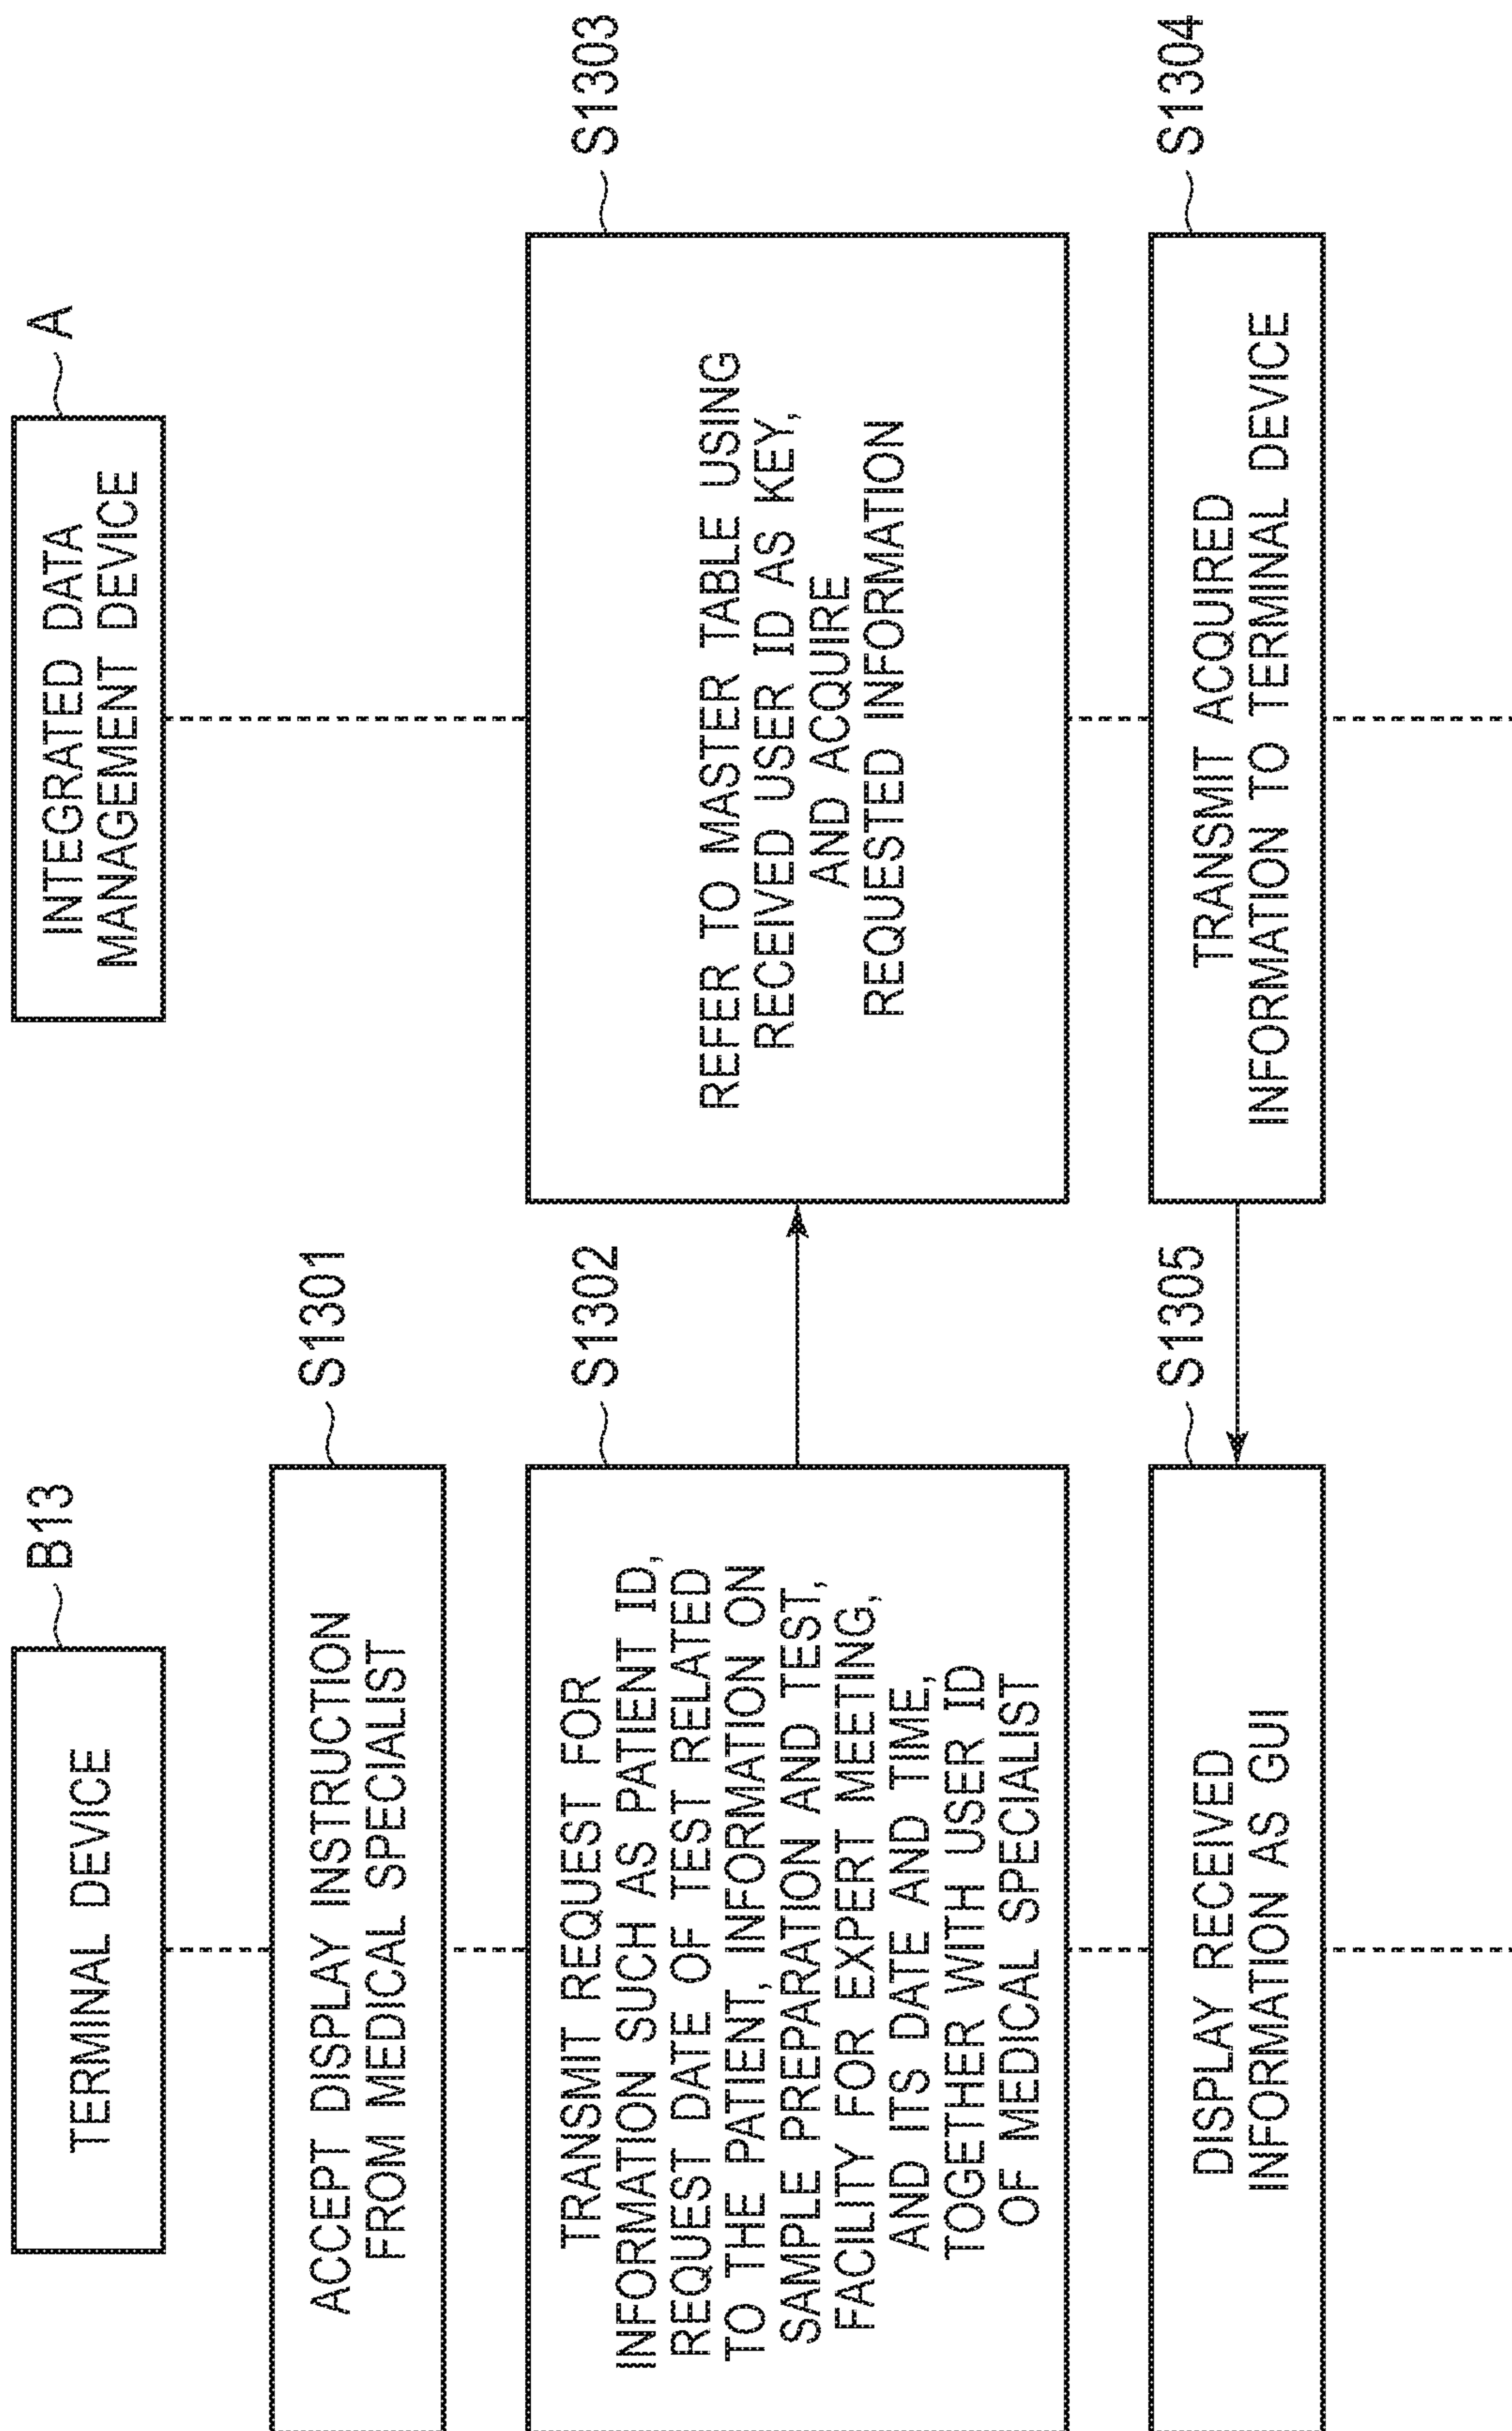 TERMINAL DEVICE
B13
INTEGRATED DATA
MANAGEMENT DEVICE
A
ACCEPT DISPLAY INSTRUCTION
FROM MEDICAL SPECIALIST
S1301
TRANSMIT REQUEST FOR
INFORMATION SUCH AS PATIENT ID,
REQUEST DATE OF TEST RELATED
TO THE PATIENT, INFORMATION ON
SAMPLE PREPARATION AND TEST,
FACILITY FOR EXPERT MEETING,
AND ITS DATE AND TIME,
TOGETHER WITH USER ID
OF MEDICAL SPECIALIST
S1302
REFER TO MASTER TABLE USING
RECEIVED USER ID AS KEY,
AND ACQUIRE
REQUESTED INFORMATION
S1303
DISPLAY RECEIVED
INFORMATION AS GUI
S1305
TRANSMIT ACQUIRED
INFORMATION TO TERMINAL DEVICE
S1304